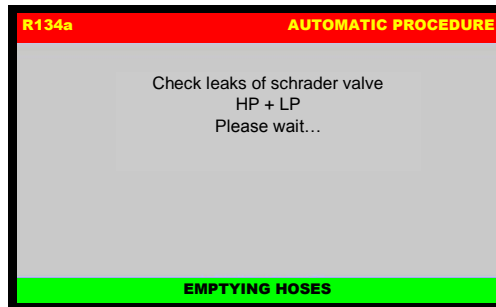 R134a AUTOMATIC PROCEDURE
Check leaks of schrader valve
HP + LP
Please wait…
EMPTYING HOSES